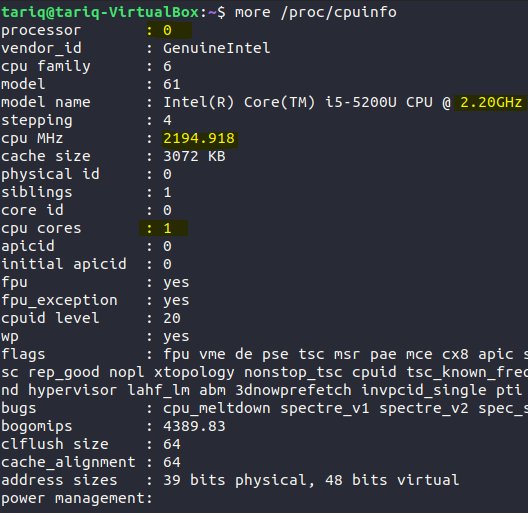 tariq@tariq-VirtualBox:~$ more /proc/cpuinfo
processor : 0
vendor_id : GenuineIntel
cpu family : 6
model : 61
model name : Intel(R) Core(TM) i5-5200U CPU @ 2.20GHz
stepping : 4
cpu MHz : 2194.918
cache size : 3072 KB
physical id : 0
siblings : 1
core id : 0
cpu cores : 1
apicid : 0
initial apicid : 0
fpu : yes
fpu_exception : yes
cpuid level : 20
wp : yes
flags : fpu vme de pse tsc msr pae mce cx8 apic s
sc rep_good nopl xtopology nonstop_tsc cpuid tsc_known_freq
nd hypervisor lahf_lm abm 3dnowprefetch invpcid_single pti
bugs : cpu_meltdown spectre_v1 spectre_v2 spec_s
bogomips : 4389.83
clflush size : 64
cache_alignment : 64
address sizes : 39 bits physical, 48 bits virtual
power management: